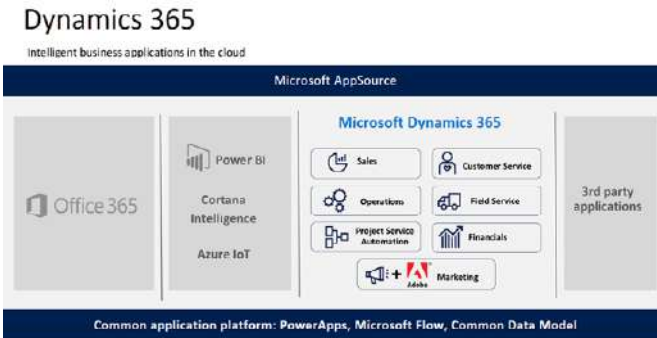 Dynamics 365
Intelligent business applications in the cloud
Microsoft AppSource
Office 365
Power BI
Cortana
Intelligence
Azure IoT
Microsoft Dynamics 365
Sales
Customer Service
Operations
Field Service
Project Service
Automation
Financials
+
Adobe
Marketing
3rd party
applications
Common application platform: PowerApps, Microsoft Flow, Common Data Model